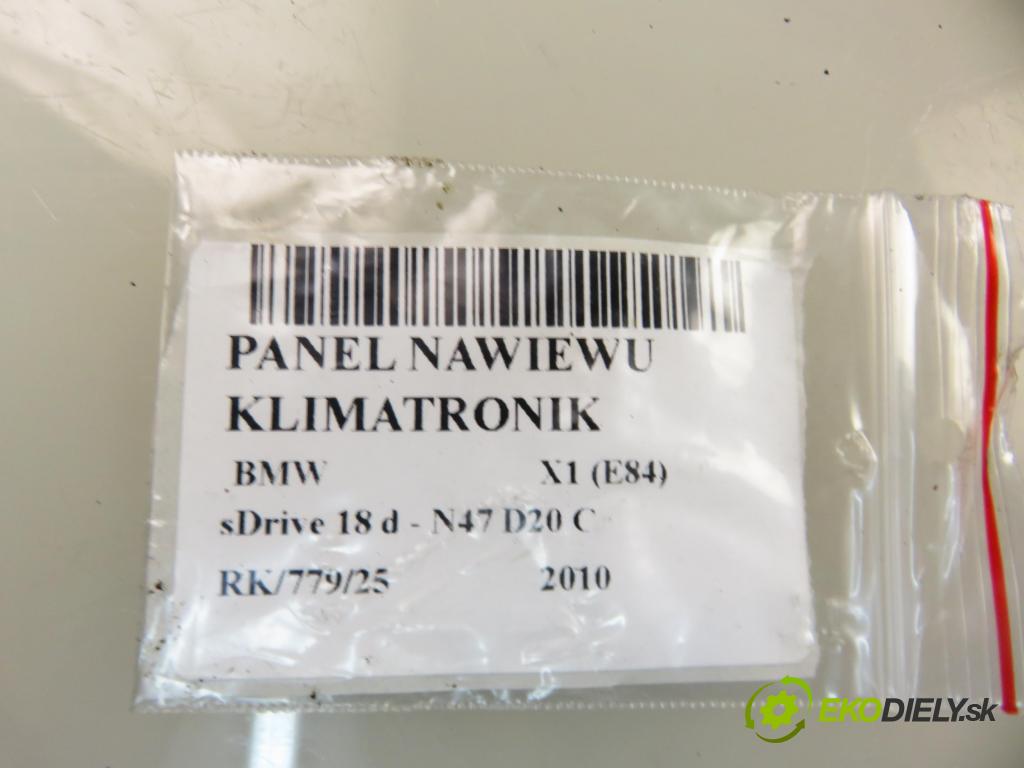 PANEL NAWIEWU
KLIMATRONIK
BMW X1 (E84)
sDrive 18 d - N47 D20 C
RK/779/25 2010
EKODIELY.sk